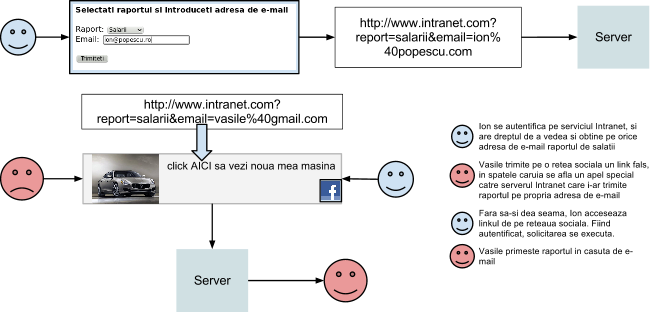 Selectati raportul si introduceti adresa de e-mail
Raport: Salarii
Email: ion@popescu.ro
Trimiteti
http://www.intranet.com?
report=salarii&email=ion%
40popescu.com
Server
http://www.intranet.com?
report=salarii&email=vasile%40gmail.com
click AICI sa vezi noua mea masina
f
Server
Ion se autentifica pe serviciul Intranet, si
are dreptul de a vedea si obtine pe orice
adresa de e-mail raportul de salatii
Vasile trimite pe o retea sociala un link fals,
in spatele caruia se afla un apel special
catre serverul Intranet care i-ar trimite
raportul pe propria adresa de e-mail
Fara sa-si dea seama, Ion acceseaza
linkul de pe reteaua sociala. Fiind
autentificat, solicitarea se executa.
Vasile primeste raportul in casuta de e-
mail